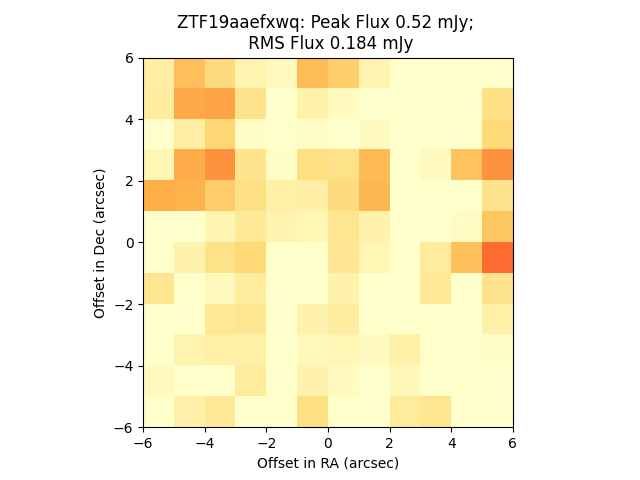 ZTF19aaefxwq: Peak Flux 0.52 mJy;
RMS Flux 0.184 mJy
6
4
2
0
−2
−4
−6
Offset in Dec (arcsec)
−6 −4 −2 0 2 4 6
Offset in RA (arcsec)